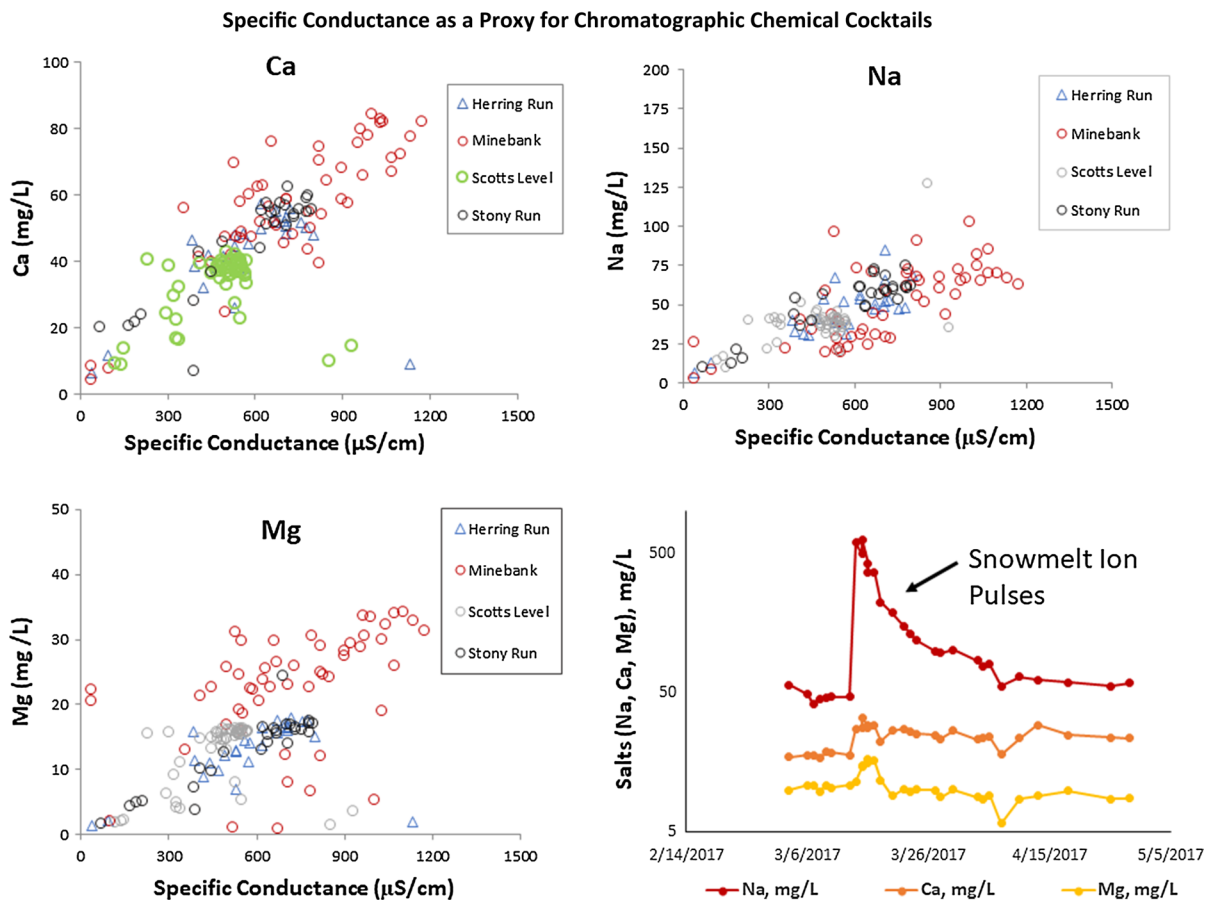 Specific Conductance as a Proxy for Chromatographic Chemical Cocktails
Ca
100
80
60
40
20
0
Ca (mg/L)
0 300 600 900 1200 1500
Specific Conductance (μS/cm)
Herring Run
Minebank
Scotts Level
Stony Run
Na
200
175
150
125
100
75
50
25
0
Na (mg/L)
0 300 600 900 1200 1500
Specific Conductance (μS/cm)
Herring Run
Minebank
Scotts Level
Stony Run
Mg
50
40
30
20
10
0
Mg (mg /L)
0 300 600 900 1200 1500
Specific Conductance (μS/cm)
Herring Run
Minebank
Scotts Level
Stony Run
Salts (Na, Ca, Mg), mg/L
500
50
5
Snowmelt Ion
Pulses
2/14/2017 3/6/2017 3/26/2017 4/15/2017 5/5/2017
Na, mg/L Ca, mg/L Mg, mg/L